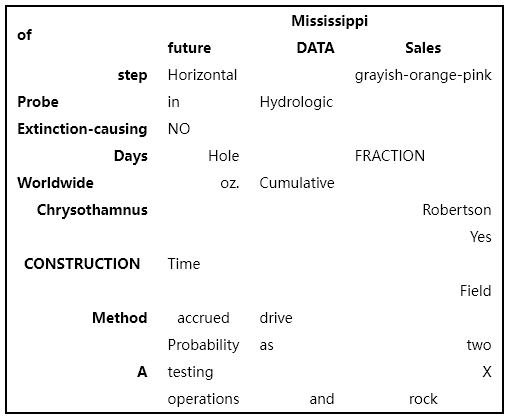 Mississippi
of
future DATA Sales
step Horizontal grayish-orange-pink
Probe in Hydrologic
Extinction-causing NO
Days Hole FRACTION
Worldwide oz. Cumulative
Chrysothamnus Robertson
Yes
CONSTRUCTION Time
Field
Method accrued drive
Probability as two
A testing X
operations and rock